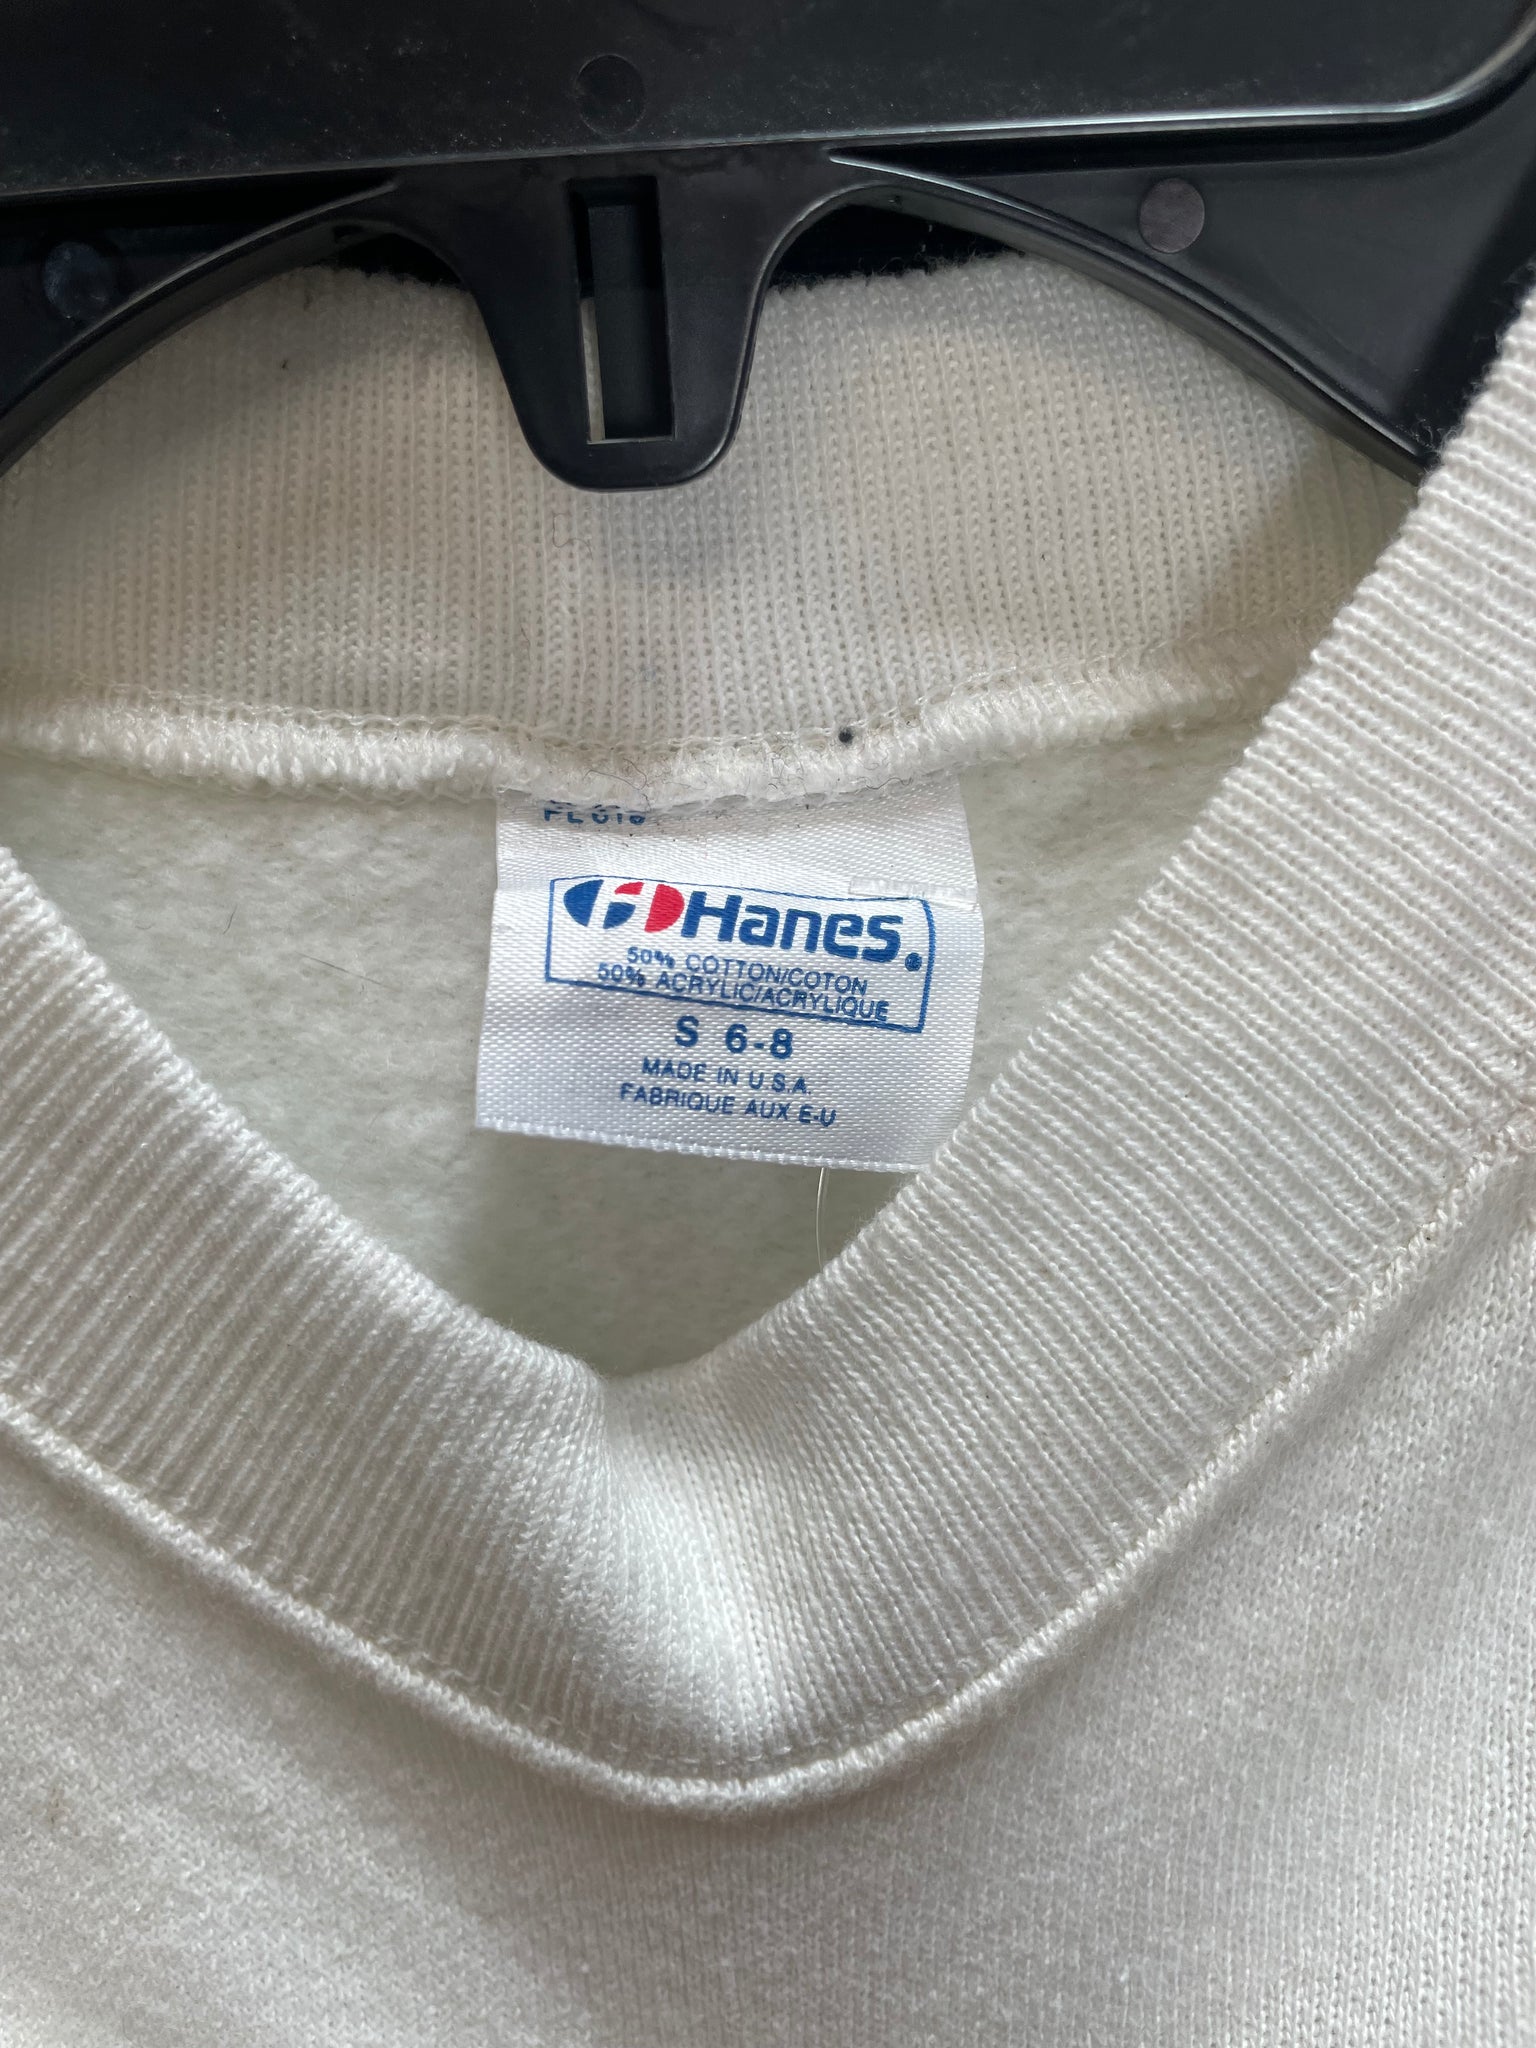 Hanes.
50% COTTON/COTON
50% ACRYLIC/ACRYLIQUE
S 6-8
MADE IN U.S.A.
FABRIQUE AUX E-U